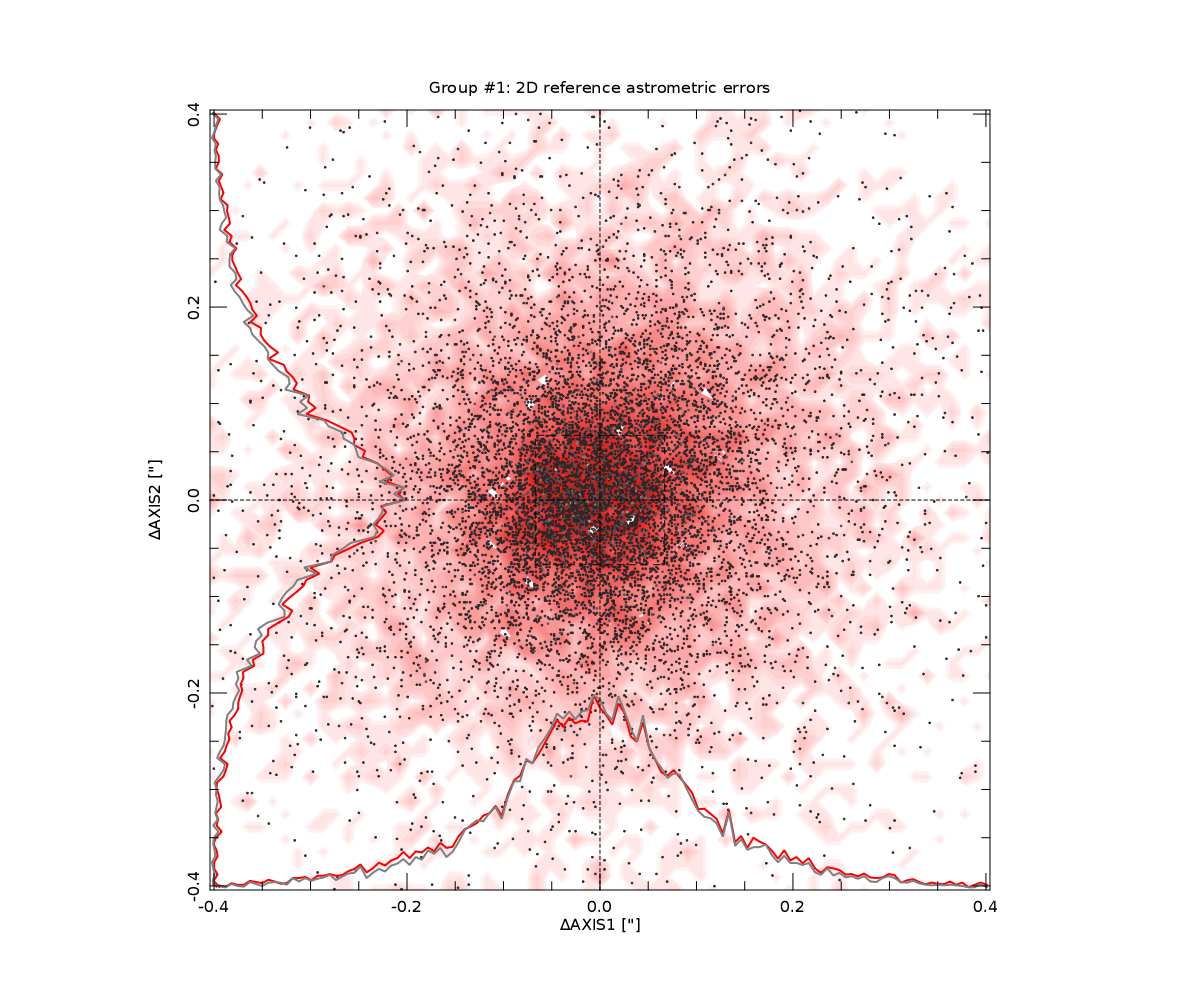 Group #1: 2D reference astrometric errors
0.4
0.2
0.0
-0.2
-0.4
ΔAXIS2 ["]
-0.4 -0.2 0.0 0.2 0.4
ΔAXIS1 ["]